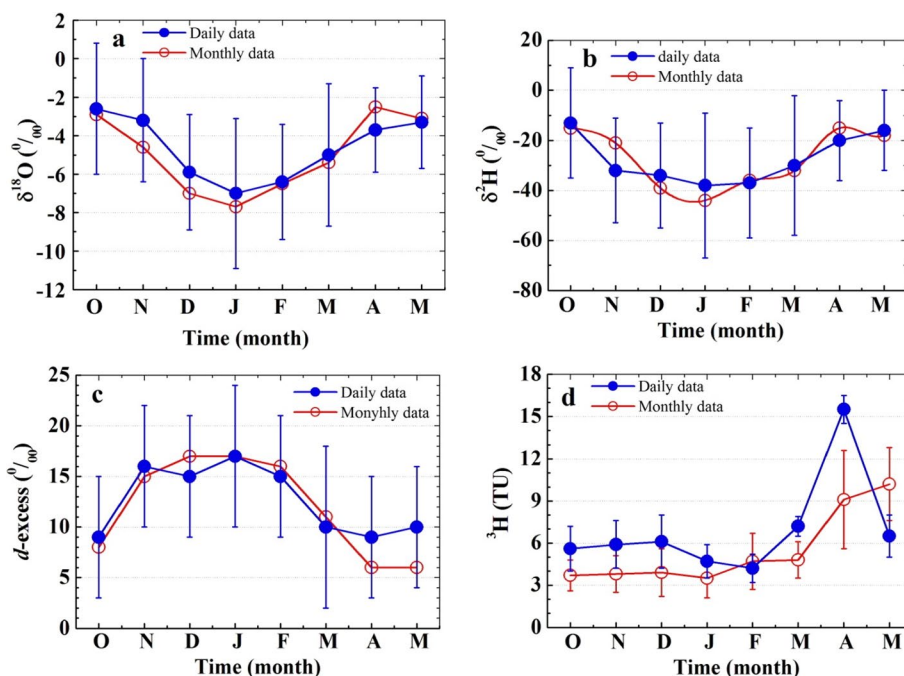 a
Daily data
Monthly data
δ¹⁸O (⁰/₀₀)
2
0
-2
-4
-6
-8
-10
-12
O N D J F M A M
Time (month)
b
daily data
Monthly data
δ²H (⁰/₀₀)
40
20
0
-20
-40
-60
-80
O N D J F M A M
Time (month)
c
Daily data
Monyhly data
d-excess (⁰/₀₀)
25
20
15
10
5
0
O N D J F M A M
Time (month)
d
Daily data
Monthly data
³H (TU)
18
15
12
9
6
3
0
O N D J F M A M
Time (month)